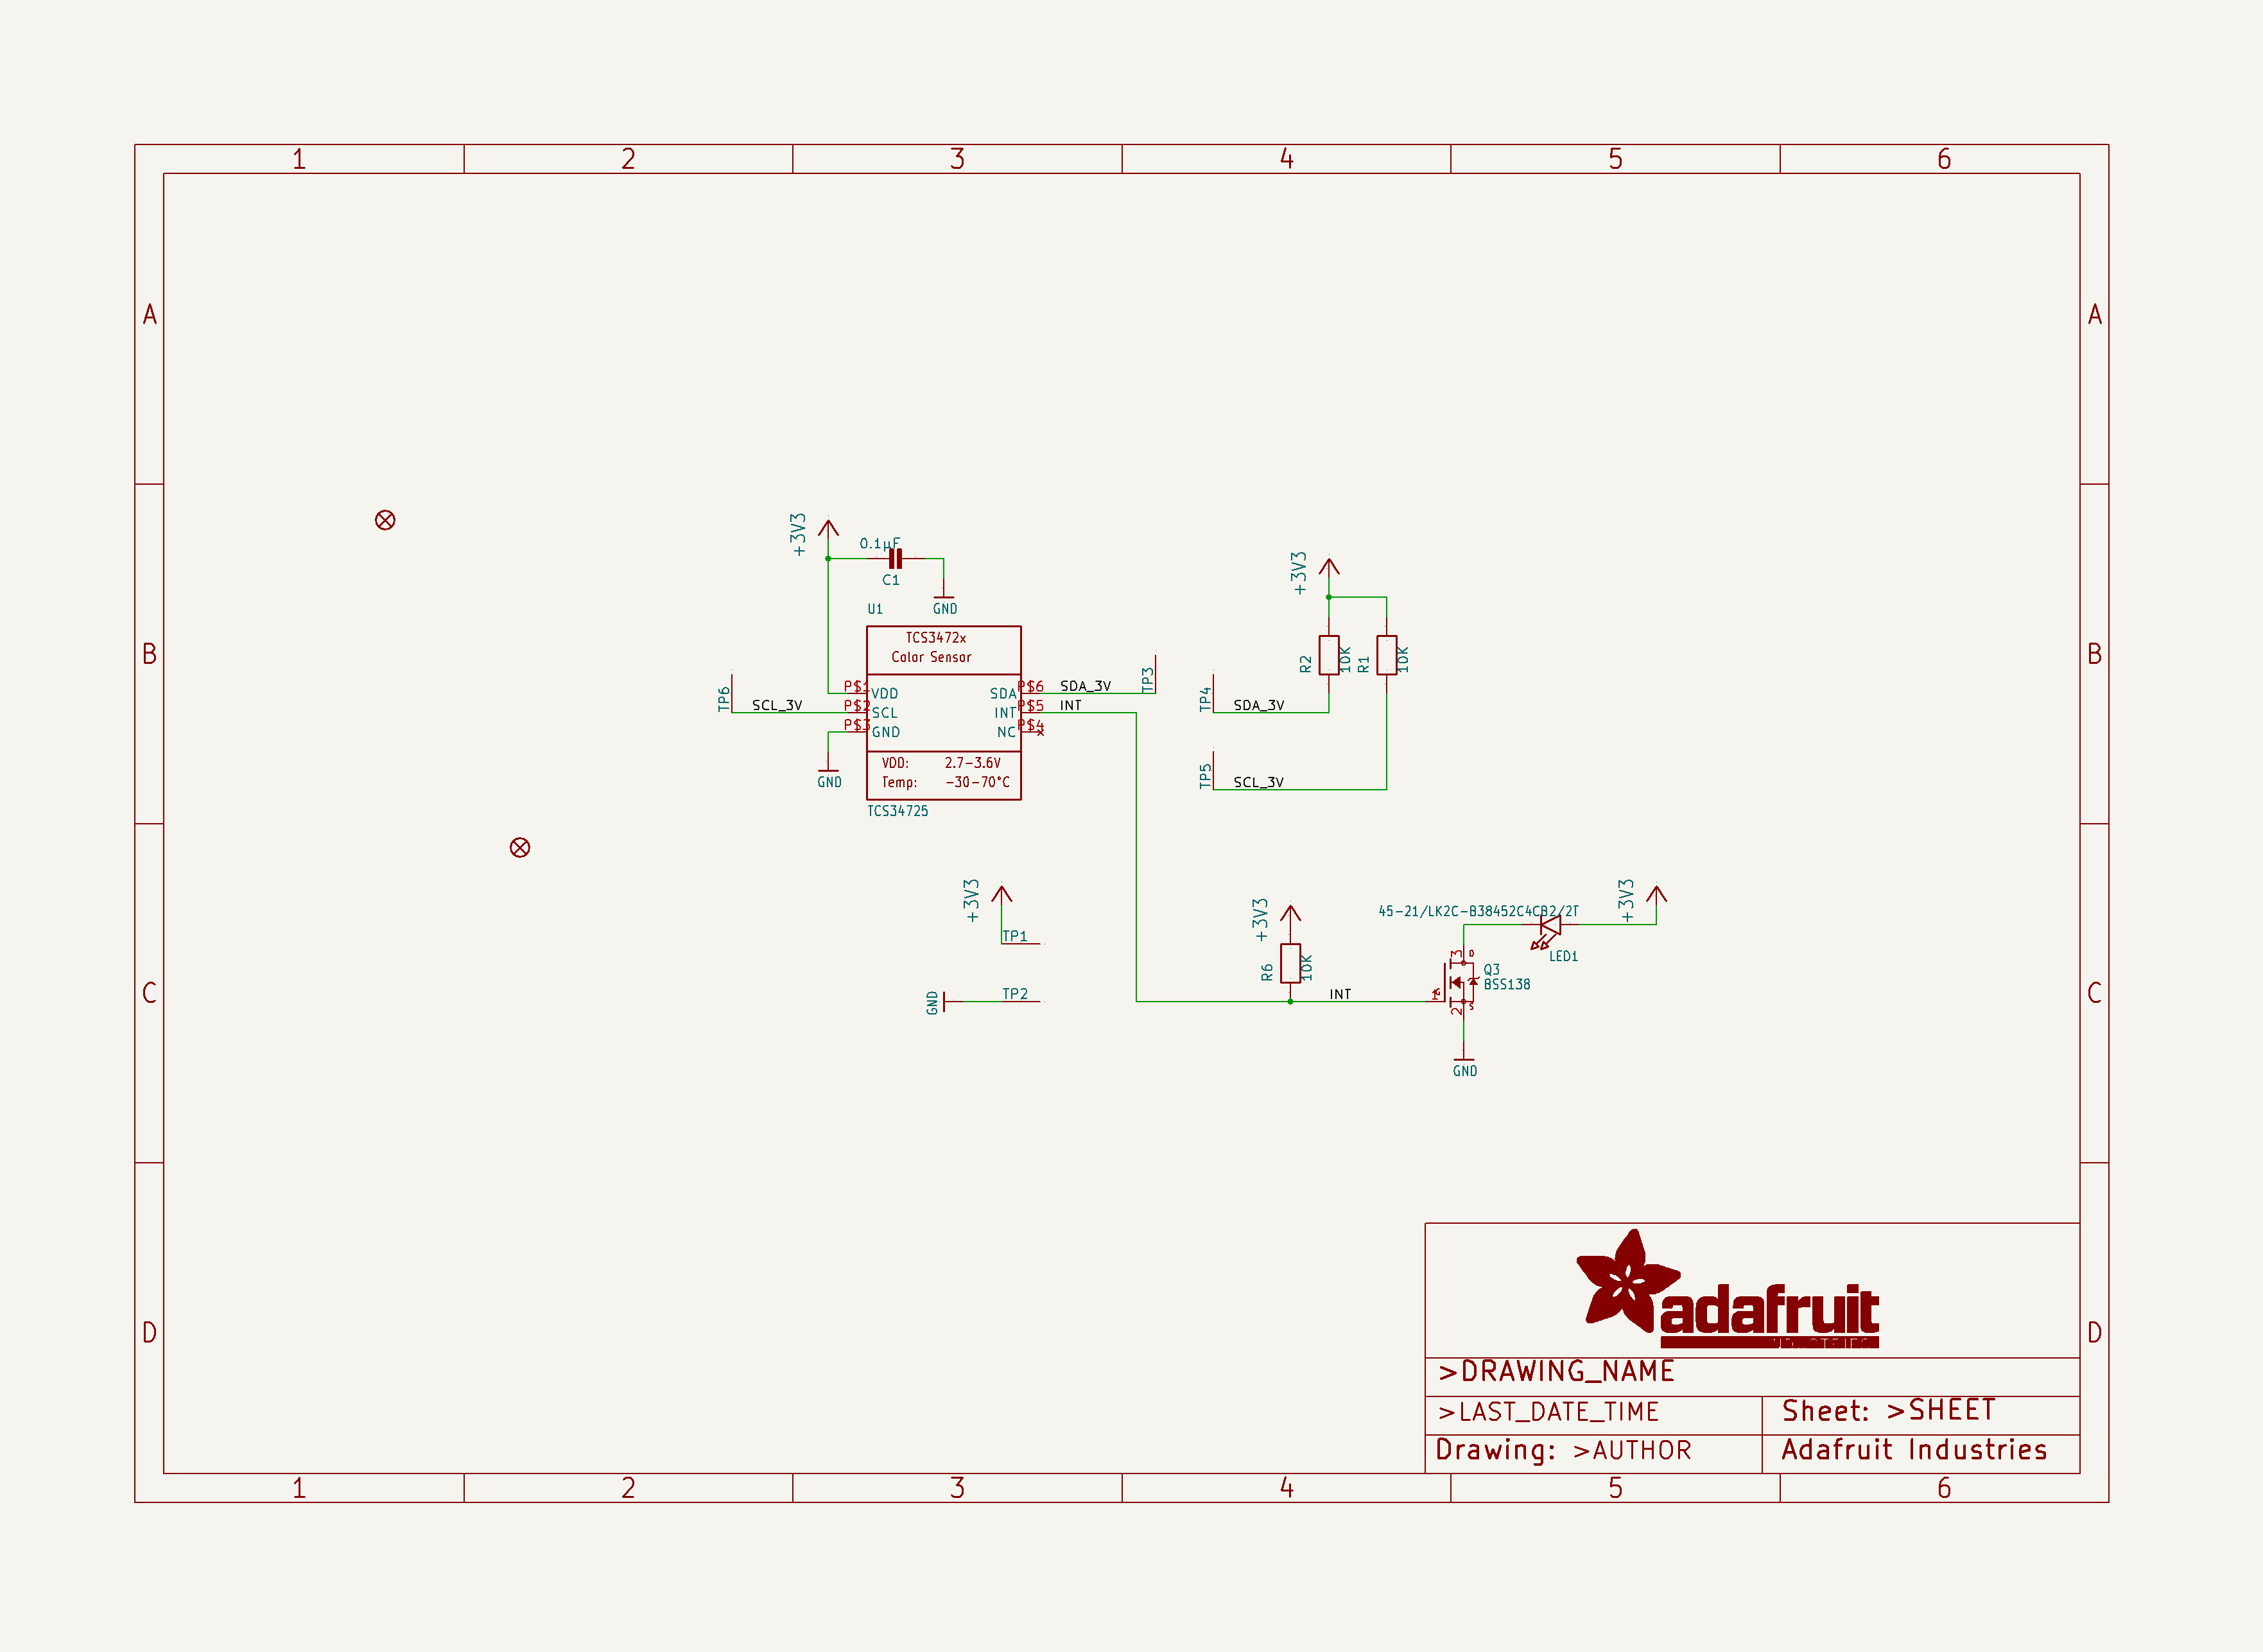 1 2 3 4 5 6
A A
+3V3
0.1µF
C1
GND
U1
TCS3472x
Color Sensor
P$1 VDD
P$2 SCL
P$3 GND
SDA P$6
INT P$5
NC P$4
VDD: 2.7-3.6V
Temp: -30-70°C
TCS34725
TP6
SCL_3V
GND
SDA_3V
TP3
INT
+3V3
R2
10K
R1
10K
TP4
SDA_3V
TP5
SCL_3V
B B
+3V3
TP1
GND
TP2
+3V3
R6
10K
INT
45-21/LK2C-B38452C4CB2/2T
+3V3
LED1
3
D
Q3
BSS138
1
G
2
S
GND
C C
adafruit
>DRAWING_NAME
>LAST_DATE_TIME
Sheet: >SHEET
Drawing: >AUTHOR
Adafruit Industries
D D
1 2 3 4 5 6